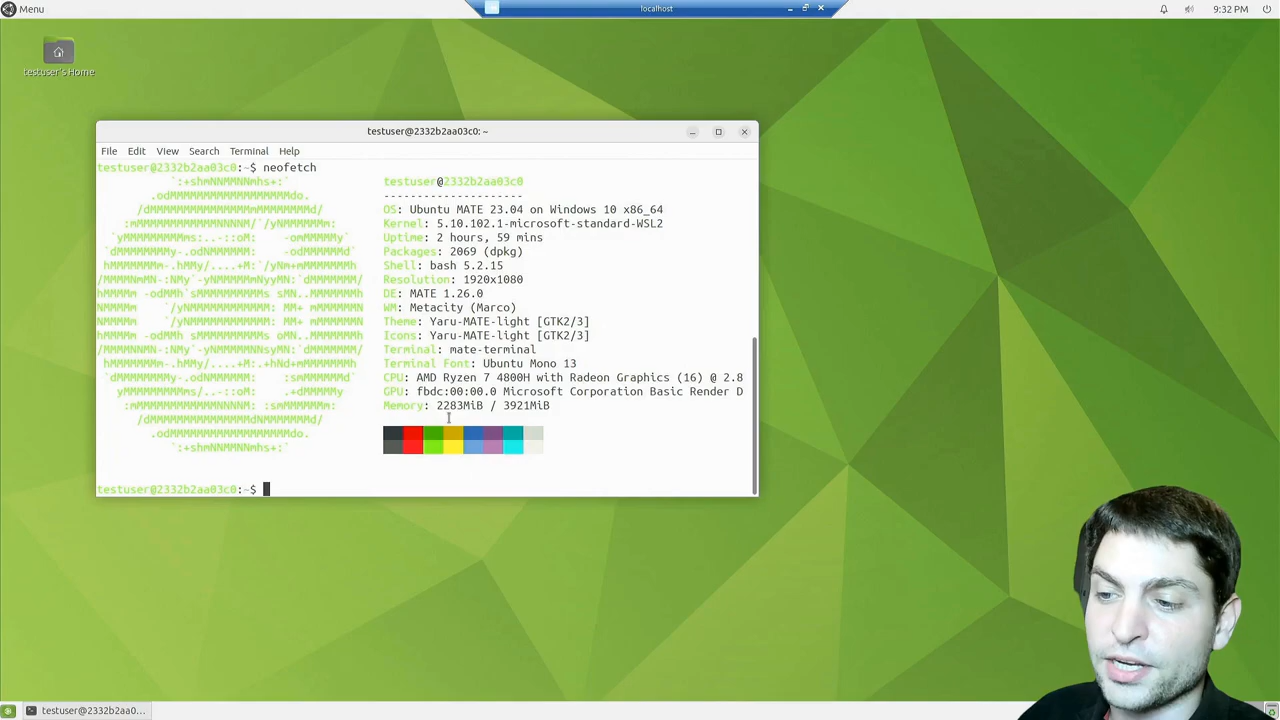 Menu
localhost
9:32 PM
testuser's Home
testuser@2332b2aa03c0: ~
File Edit View Search Terminal Help
testuser@2332b2aa03c0:~$ neofetch
testuser@2332b2aa03c0
---------------------
OS: Ubuntu MATE 23.04 on Windows 10 x86_64
Kernel: 5.10.102.1-microsoft-standard-WSL2
Uptime: 2 hours, 59 mins
Packages: 2069 (dpkg)
Shell: bash 5.2.15
Resolution: 1920x1080
DE: MATE 1.26.0
WM: Metacity (Marco)
Theme: Yaru-MATE-light [GTK2/3]
Icons: Yaru-MATE-light [GTK2/3]
Terminal: mate-terminal
Terminal Font: Ubuntu Mono 13
CPU: AMD Ryzen 7 4800H with Radeon Graphics (16) @ 2.8
GPU: fbdc:00:00.0 Microsoft Corporation Basic Render D
Memory: 2283MiB / 3921MiB
testuser@2332b2aa03c0:~$
testuser@2332b2aa0...